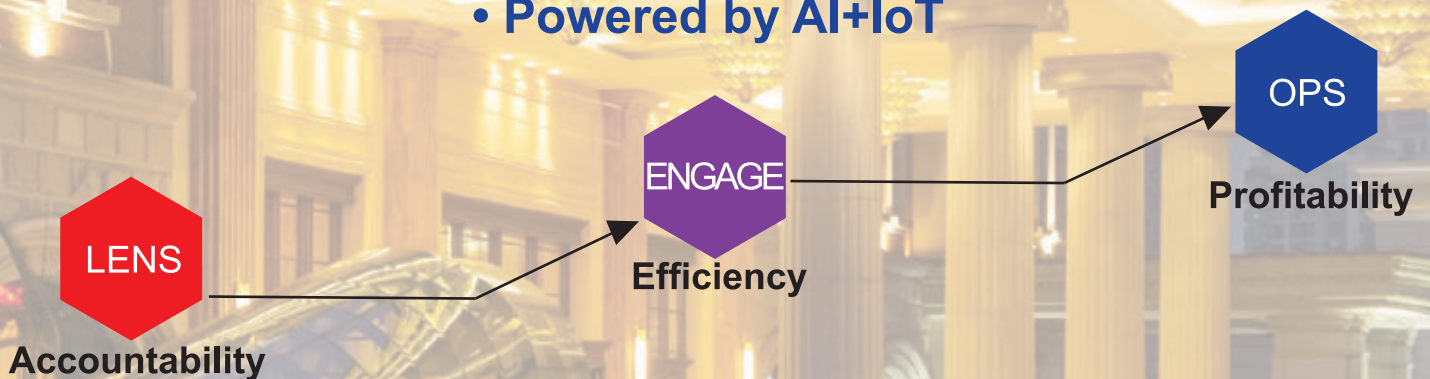 • Powered by AI+IoT
OPS
Profitability
ENGAGE
Efficiency
LENS
Accountability